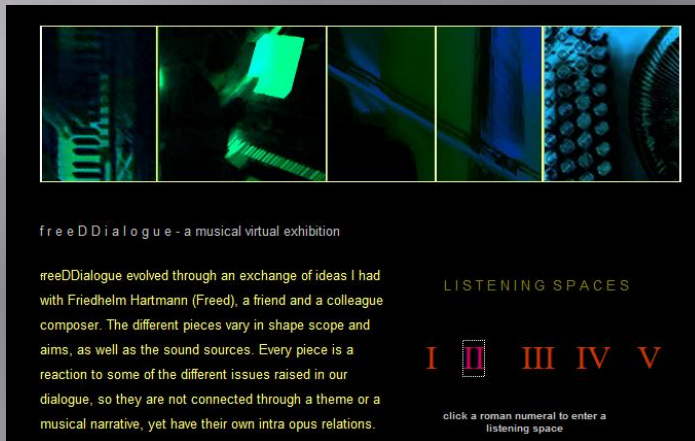 f r e e D D i a l o g u e - a musical virtual exhibition
freeDDialogue evolved through an exchange of ideas I had
with Friedhelm Hartmann (Freed), a friend and a colleague
composer. The different pieces vary in shape scope and
aims, as well as the sound sources. Every piece is a
reaction to some of the different issues raised in our
dialogue, so they are not connected through a theme or a
musical narrative, yet have their own intra opus relations.
LISTENING SPACES
I II III IV V
click a roman numeral to enter a
listening space